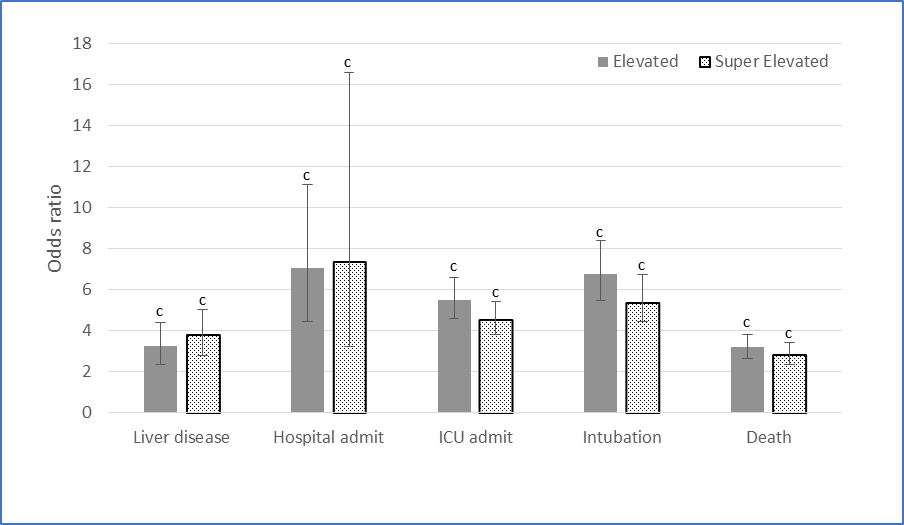 18
16
14
12
10
8
6
4
2
0
Odds ratio
Elevated Super Elevated
c c c c c c c c c c
Liver disease Hospital admit ICU admit Intubation Death